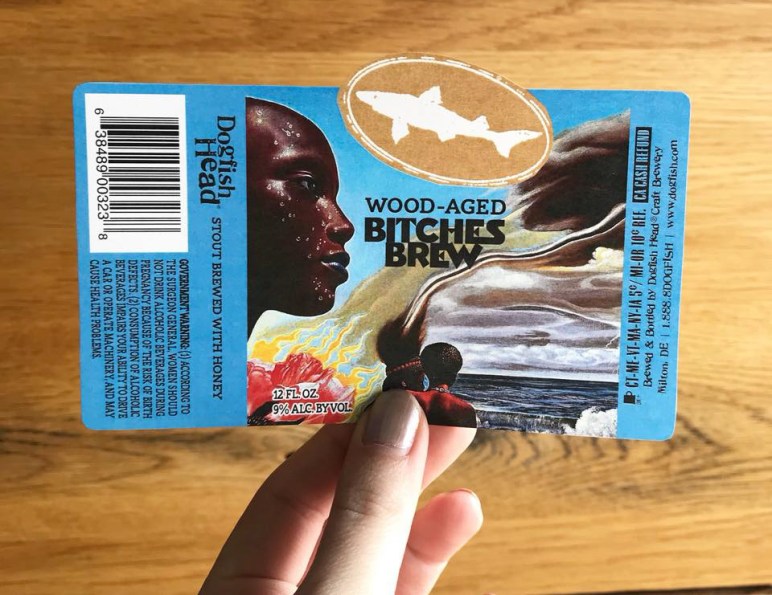 6 38489 00323 8
GOVERNMENT WARNING: (1) ACCORDING TO
THE SURGEON GENERAL, WOMEN SHOULD
NOT DRINK ALCOHOLIC BEVERAGES DURING
PREGNANCY BECAUSE OF THE RISK OF BIRTH
DEFECTS. (2) CONSUMPTION OF ALCOHOLIC
BEVERAGES IMPAIRS YOUR ABILITY TO DRIVE
A CAR OR OPERATE MACHINERY, AND MAY
CAUSE HEALTH PROBLEMS.
Dogfish
Head®
STOUT BREWED WITH HONEY
WOOD-AGED
BITCHES
BREW
12 FL. OZ.
9% ALC. BY VOL.
CT-ME-VT-MA-NY-IA 5¢/ MI-OR 10¢ REF. CA CASH REFUND
Brewed & Bottled by Dogfish Head® Craft Brewery
Milton, DE | 1.888.8DOGFISH | www.dogfish.com